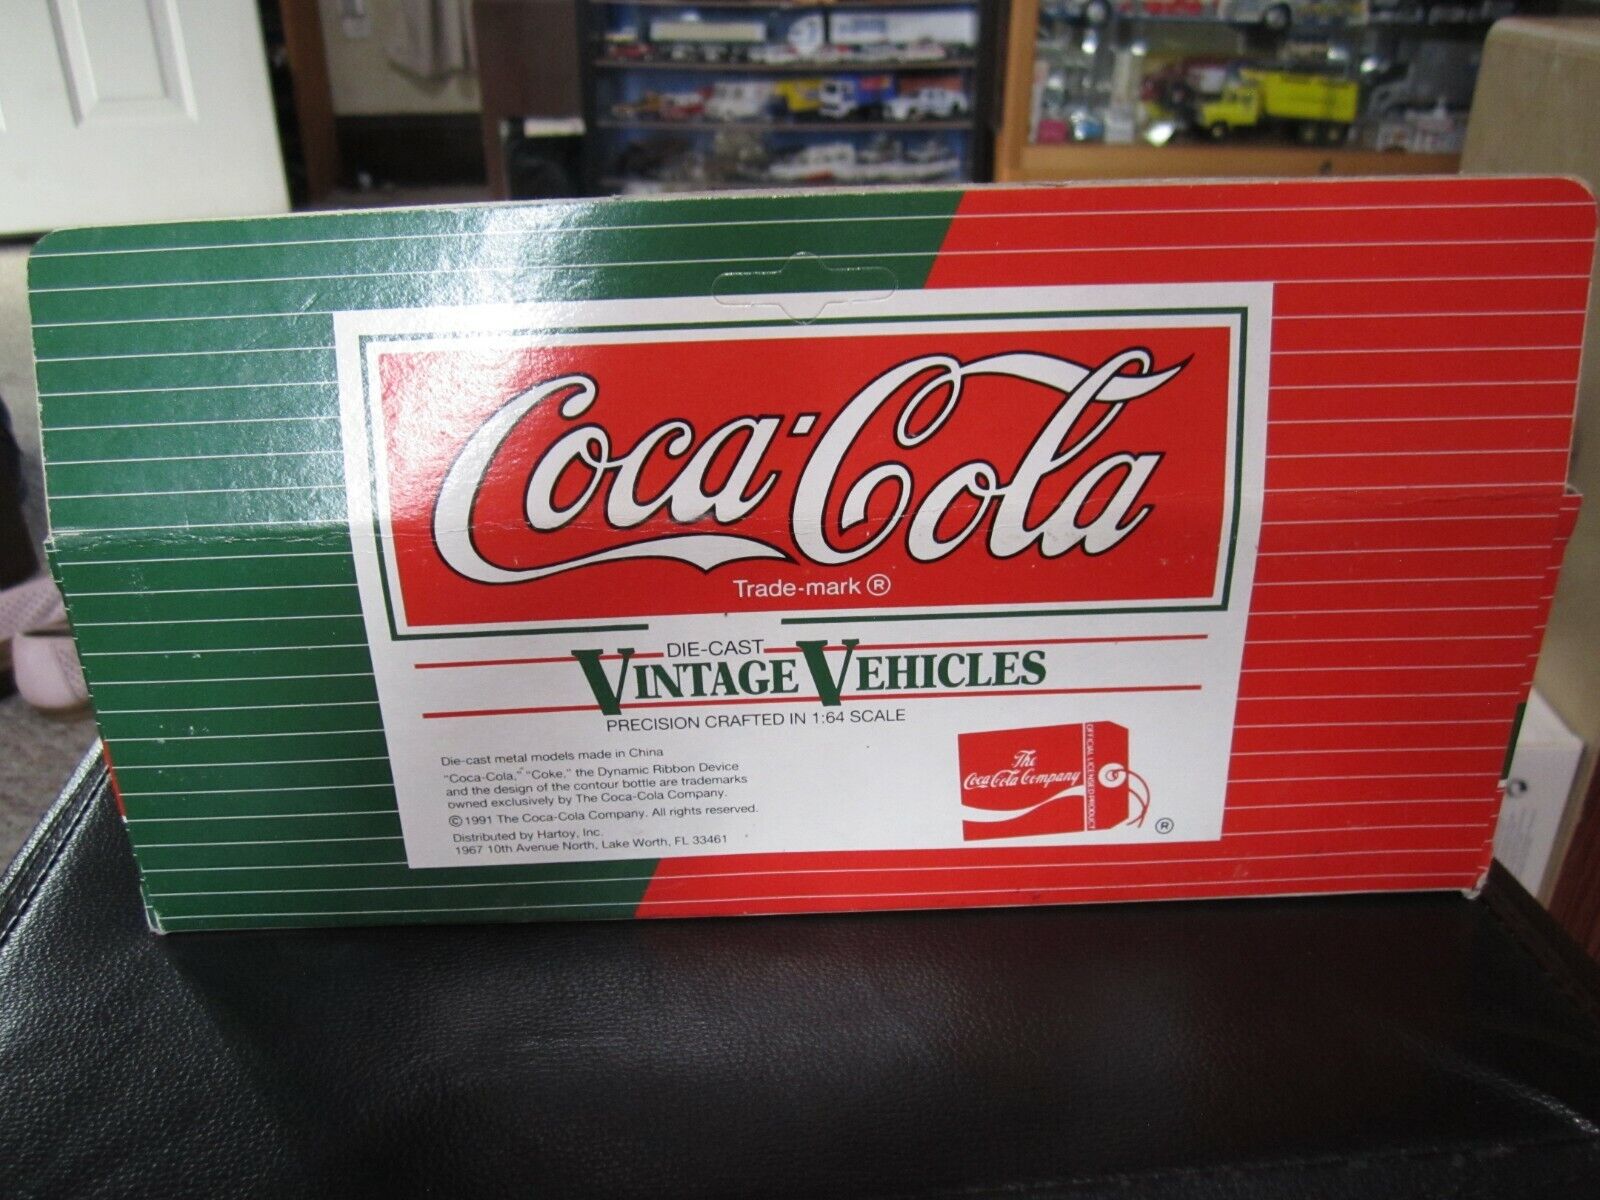 Coca-Cola
Trade-mark ®
DIE-CAST
VINTAGE VEHICLES
PRECISION CRAFTED IN 1:64 SCALE
Die-cast metal models made in China
"Coca-Cola," "Coke," the Dynamic Ribbon Device
and the design of the contour bottle are trademarks
owned exclusively by The Coca-Cola Company.
© 1991 The Coca-Cola Company. All rights reserved.
Distributed by Hartoy, Inc.
1967 10th Avenue North, Lake Worth, FL 33461
The
Coca-Cola Company
OFFICIAL LICENSED PRODUCT
®